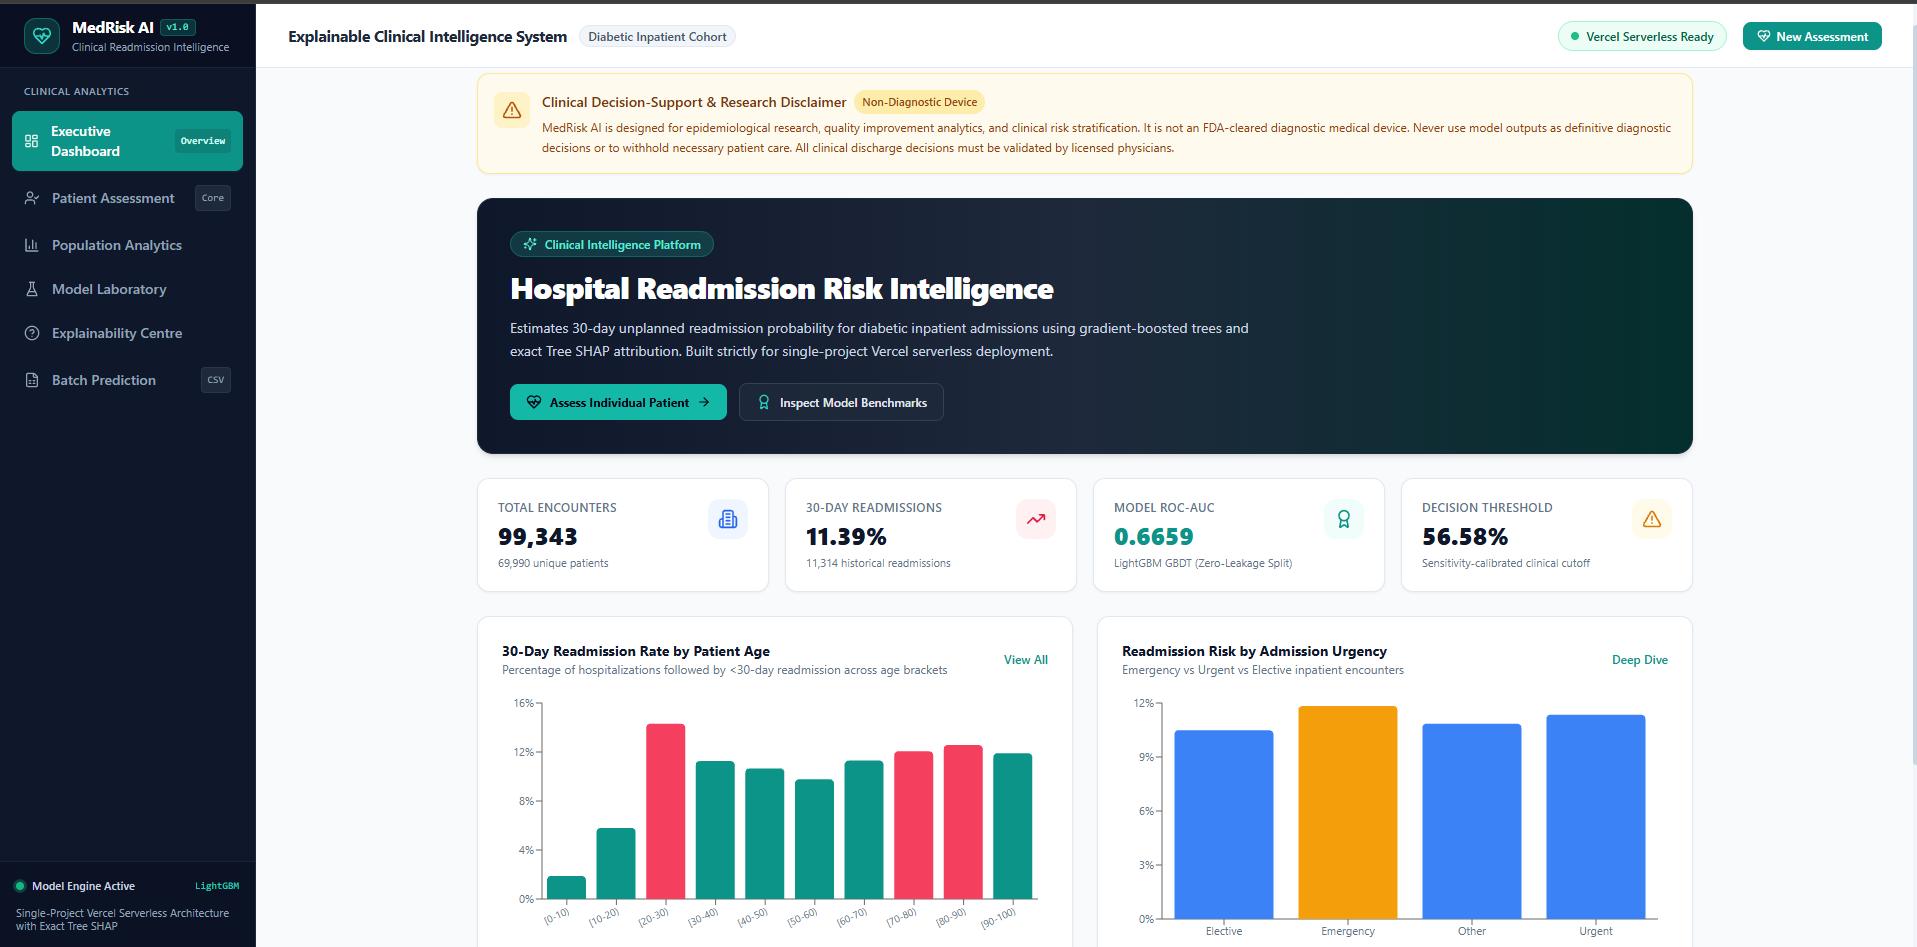 MedRisk AI v1.0
Clinical Readmission Intelligence
CLINICAL ANALYTICS
Executive Dashboard Overview
Patient Assessment Core
Population Analytics
Model Laboratory
Explainability Centre
Batch Prediction CSV
Model Engine Active LightGBM
Single-Project Vercel Serverless Architecture
with Exact Tree SHAP
Explainable Clinical Intelligence System Diabetic Inpatient Cohort
Vercel Serverless Ready New Assessment
Clinical Decision-Support & Research Disclaimer Non-Diagnostic Device
MedRisk AI is designed for epidemiological research, quality improvement analytics, and clinical risk stratification. It is not an FDA-cleared diagnostic medical device. Never use model outputs as definitive diagnostic
decisions or to withhold necessary patient care. All clinical discharge decisions must be validated by licensed physicians.
Clinical Intelligence Platform
Hospital Readmission Risk Intelligence
Estimates 30-day unplanned readmission probability for diabetic inpatient admissions using gradient-boosted trees and
exact Tree SHAP attribution. Built strictly for single-project Vercel serverless deployment.
Assess Individual Patient → Inspect Model Benchmarks
TOTAL ENCOUNTERS
99,343
69,990 unique patients
30-DAY READMISSIONS
11.39%
11,314 historical readmissions
MODEL ROC-AUC
0.6659
LightGBM GBDT (Zero-Leakage Split)
DECISION THRESHOLD
56.58%
Sensitivity-calibrated clinical cutoff
30-Day Readmission Rate by Patient Age
Percentage of hospitalizations followed by <30-day readmission across age brackets
View All
16%
12%
8%
4%
0%
[0-10) [10-20) [20-30) [30-40) [40-50) [50-60) [60-70) [70-80) [80-90) [90-100)
Readmission Risk by Admission Urgency
Emergency vs Urgent vs Elective inpatient encounters
Deep Dive
12%
9%
6%
3%
0%
Elective Emergency Other Urgent